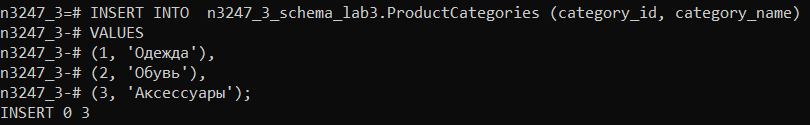 n3247_3=# INSERT INTO  n3247_3_schema_lab3.ProductCategories (category_id, category_name)
n3247_3-# VALUES
n3247_3-# (1, 'Одежда'),
n3247_3-# (2, 'Обувь'),
n3247_3-# (3, 'Аксессуары');
INSERT 0 3